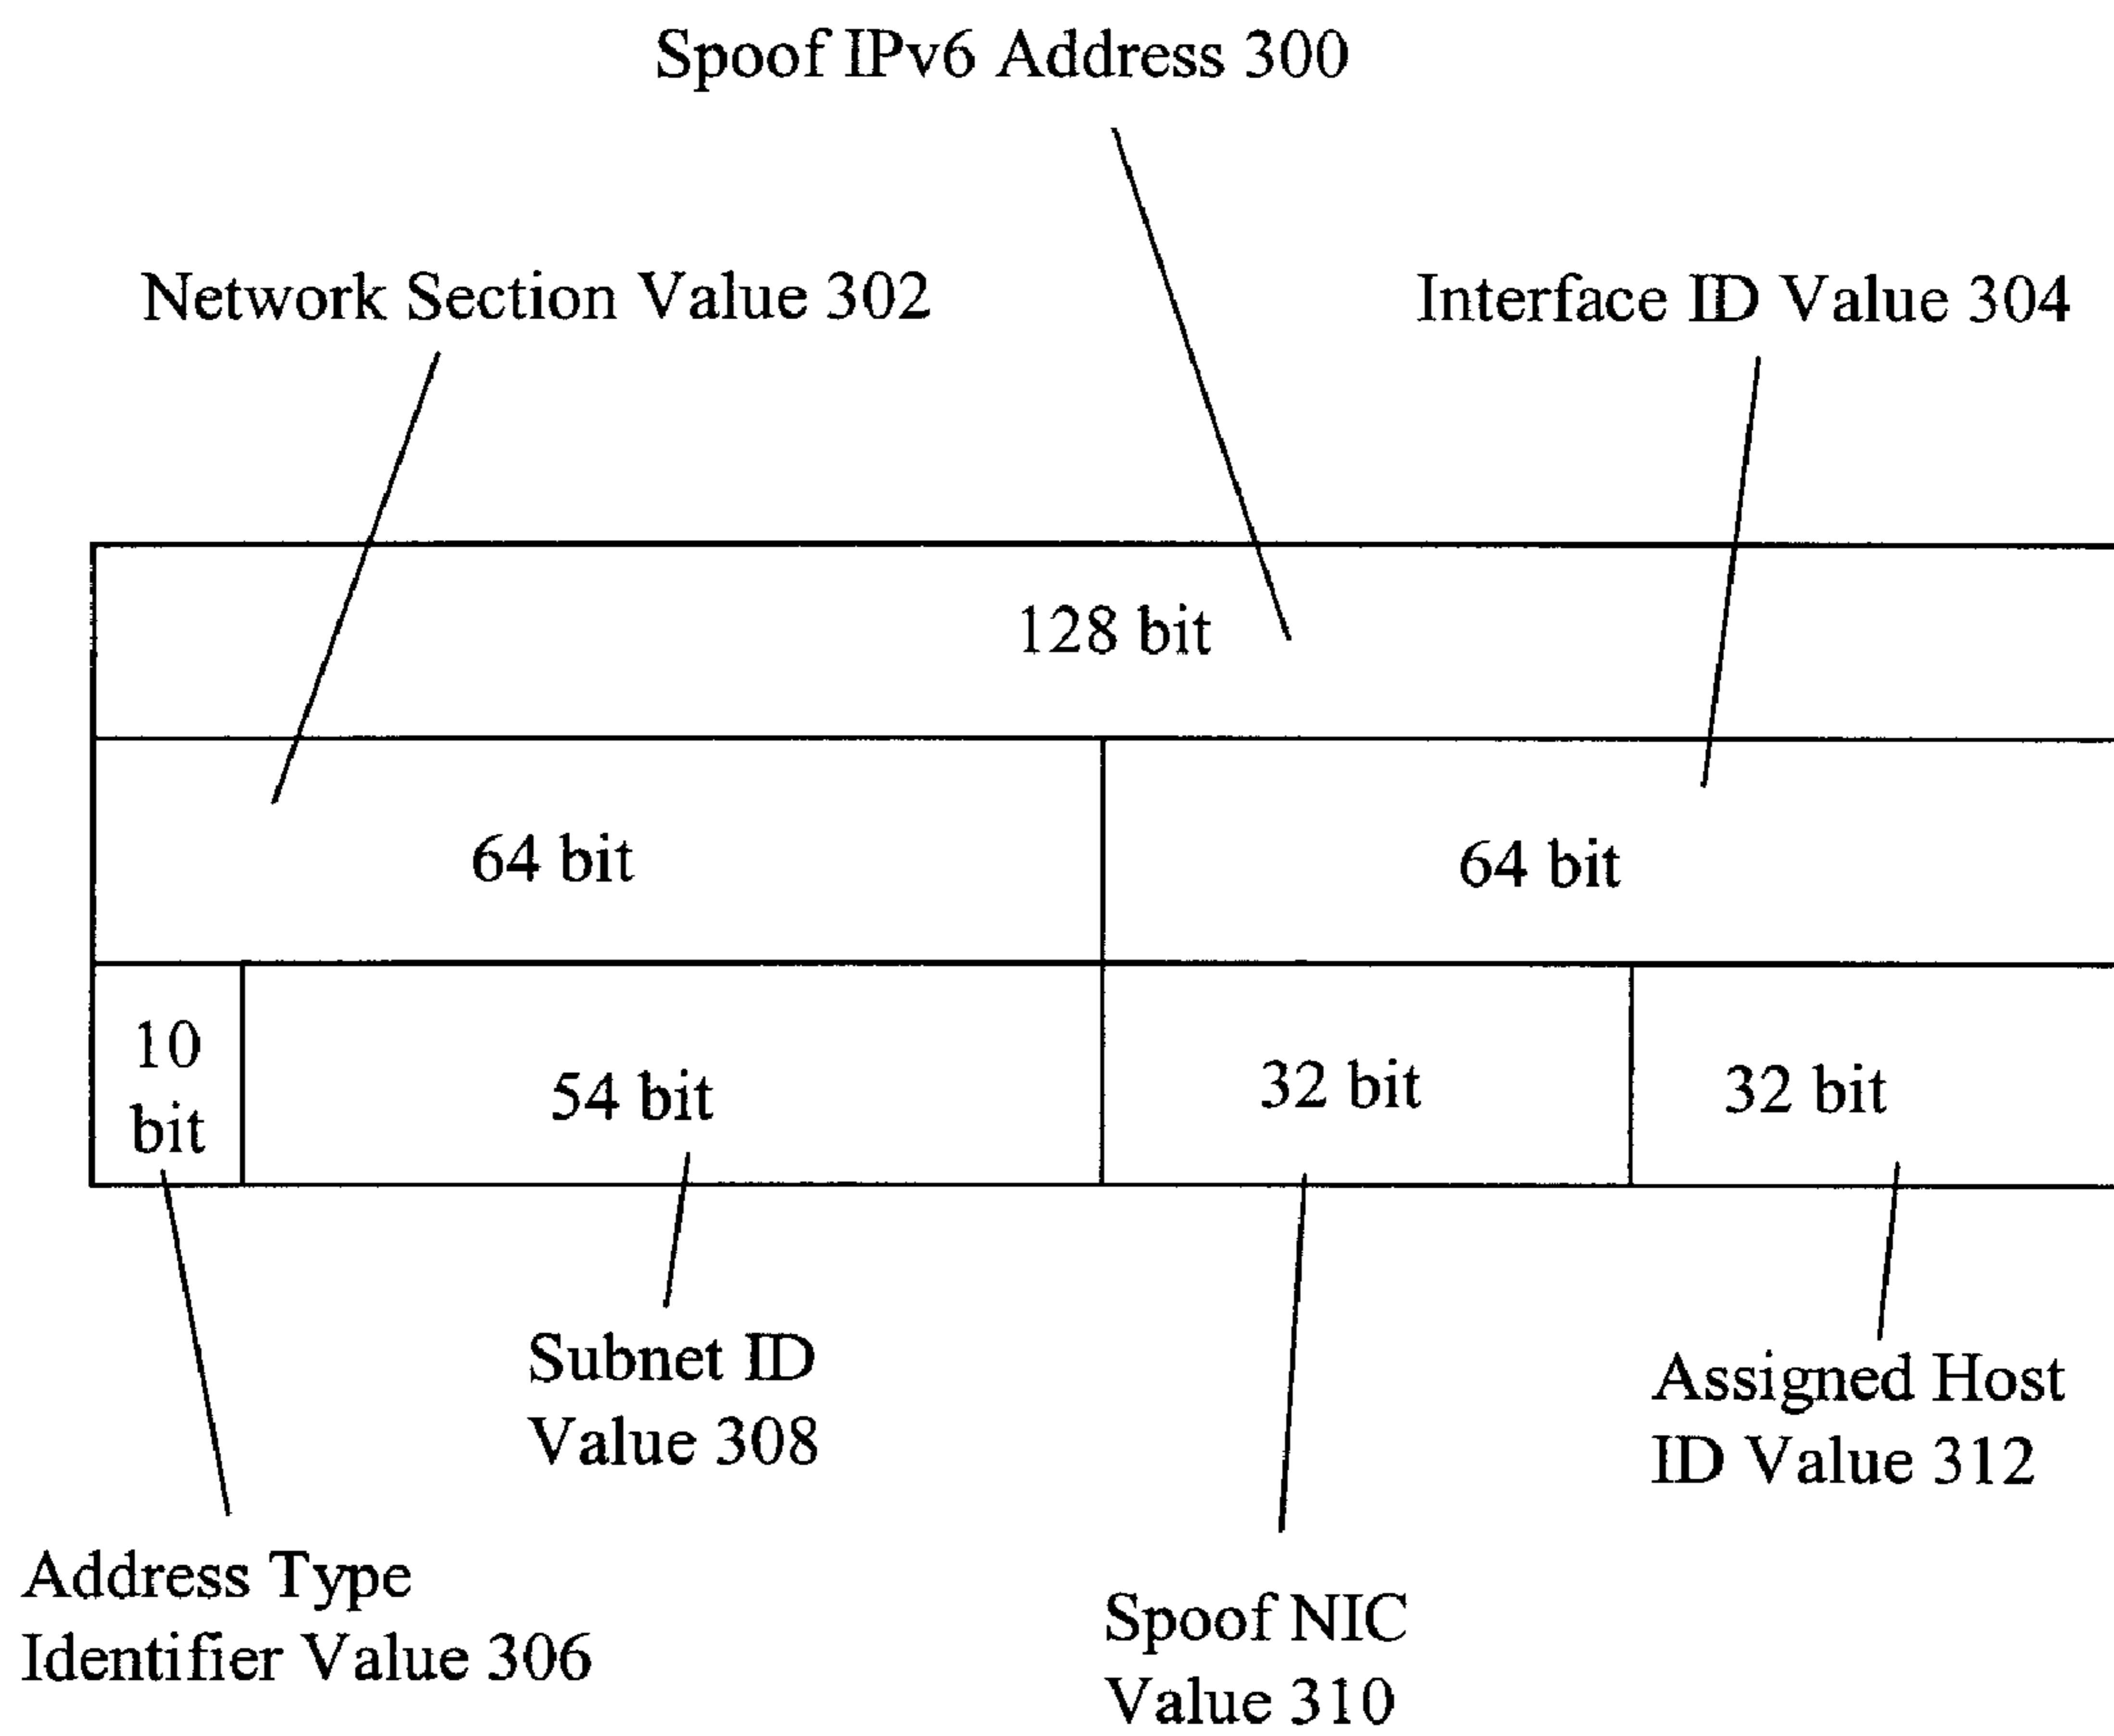 Spoof IPv6 Address 300
Network Section Value 302
Interface ID Value 304
128 bit
64 bit
64 bit
10
bit
54 bit
32 bit
32 bit
Subnet ID
Value 308
Assigned Host
ID Value 312
Address Type
Identifier Value 306
Spoof NIC
Value 310